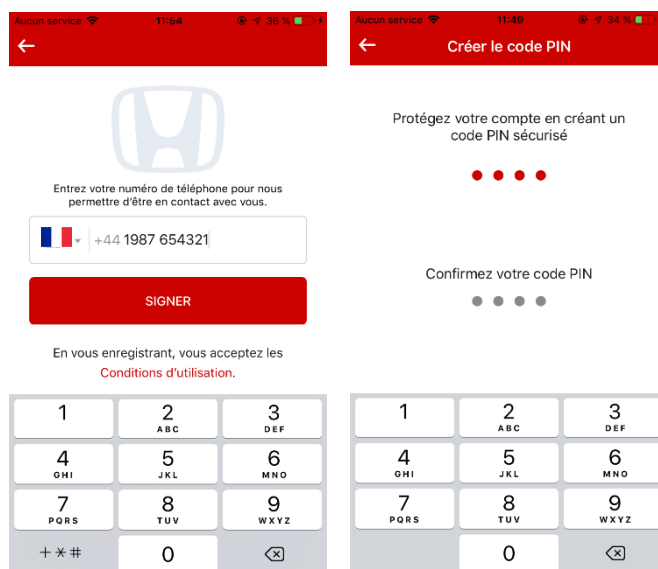 Aucun service 11:54 36 %
Entrez votre numéro de téléphone pour nous
permettre d'être en contact avec vous.
+44 1987 654321
SIGNER
En vous enregistrant, vous acceptez les
Conditions d'utilisation.
1
2 ABC
3 DEF
4 GHI
5 JKL
6 MNO
7 PQRS
8 TUV
9 WXYZ
+*#
0
Aucun service 11:49 34 %
Créer le code PIN
Protégez votre compte en créant un
code PIN sécurisé
Confirmez votre code PIN
1
2 ABC
3 DEF
4 GHI
5 JKL
6 MNO
7 PQRS
8 TUV
9 WXYZ
0